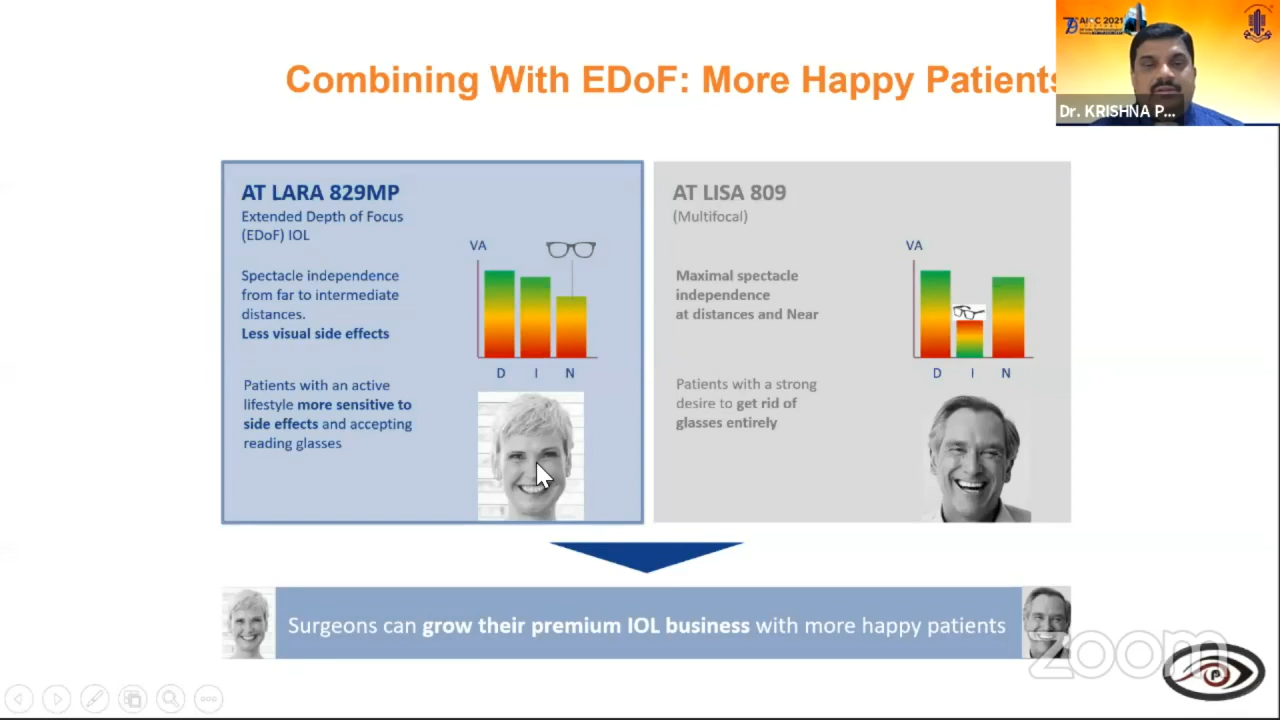 Combining With EDoF: More Happy Patients
AIOC 2021
Dr. KRISHNA P...
AT LARA 829MP
Extended Depth of Focus
(EDoF) IOL
Spectacle independence
from far to intermediate
distances.
Less visual side effects
Patients with an active
lifestyle more sensitive to
side effects and accepting
reading glasses
VA
D I N
AT LISA 809
(Multifocal)
Maximal spectacle
independence
at distances and Near
Patients with a strong
desire to get rid of
glasses entirely
VA
D I N
Surgeons can grow their premium IOL business with more happy patients
zoom